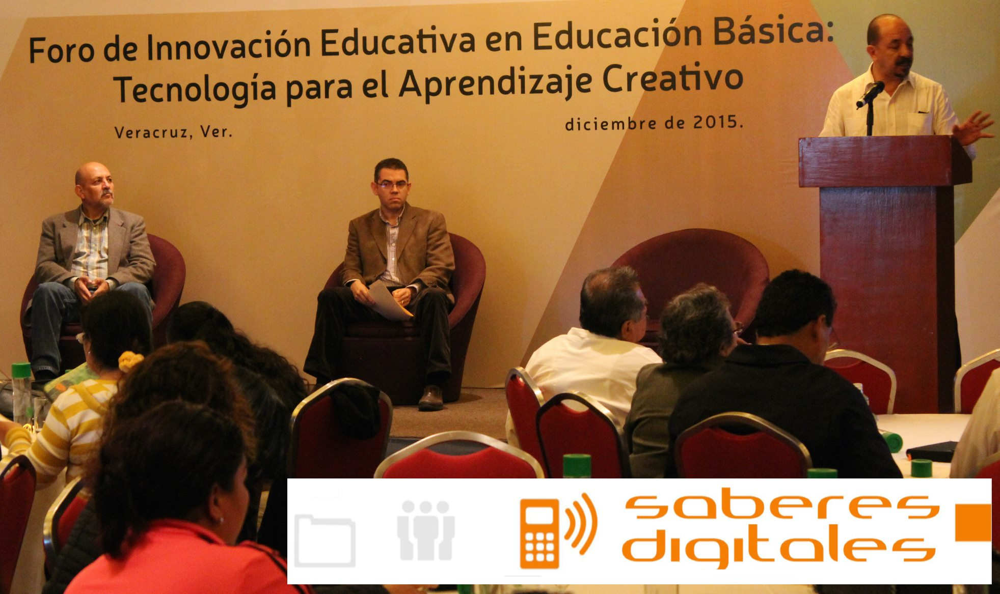 Foro de Innovación Educativa en Educación Básica:
Tecnología para el Aprendizaje Creativo
Veracruz, Ver.
diciembre de 2015.
saberes
digitales